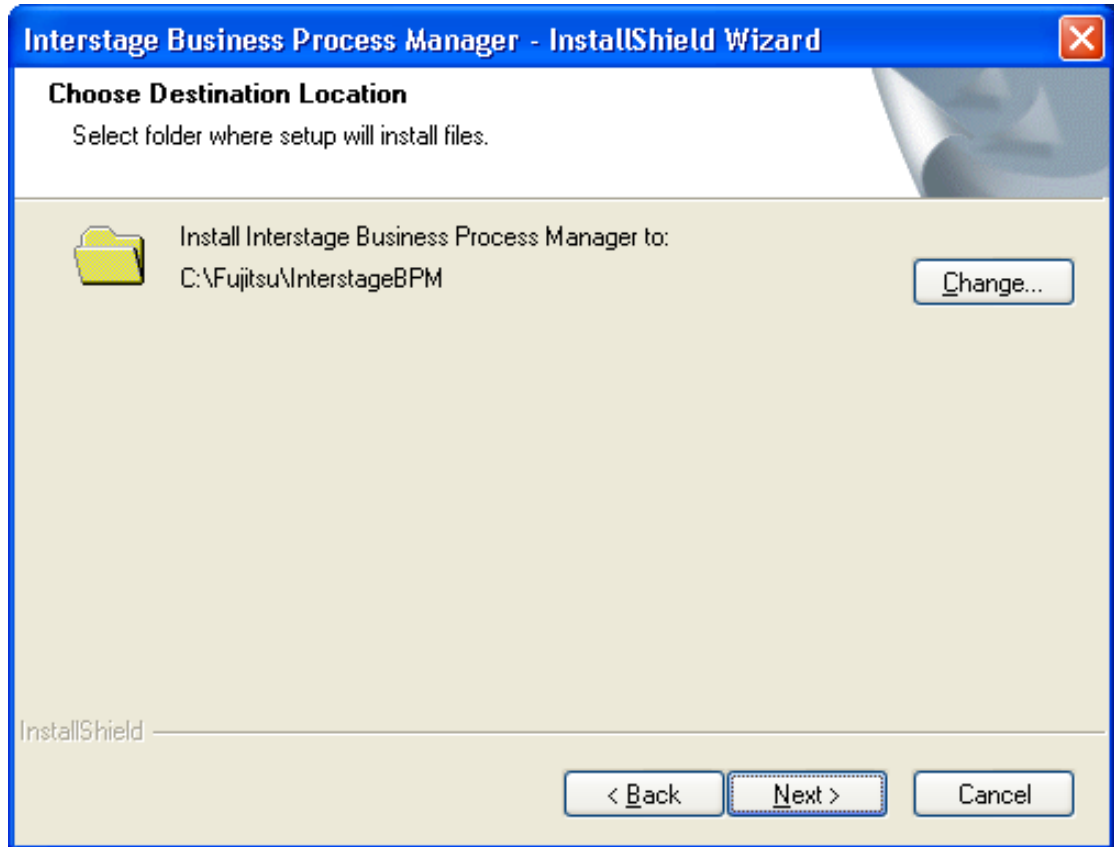 Interstage Business Process Manager - InstallShield Wizard
Choose Destination Location
Select folder where setup will install files.
Install Interstage Business Process Manager to:
C:\Fujitsu\InterstageBPM
Change...
InstallShield
< Back
Next >
Cancel